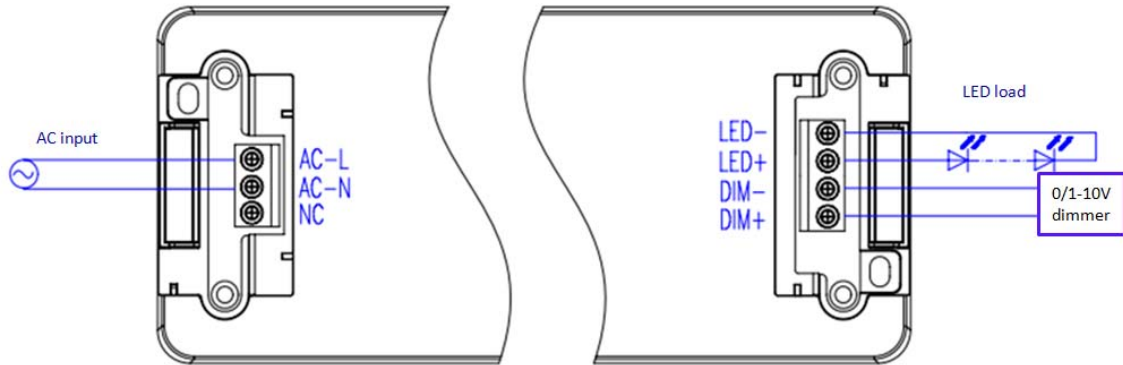 AC input
AC-L
AC-N
NC
LED load
LED-
LED+
DIM-
DIM+
0/1-10V
dimmer